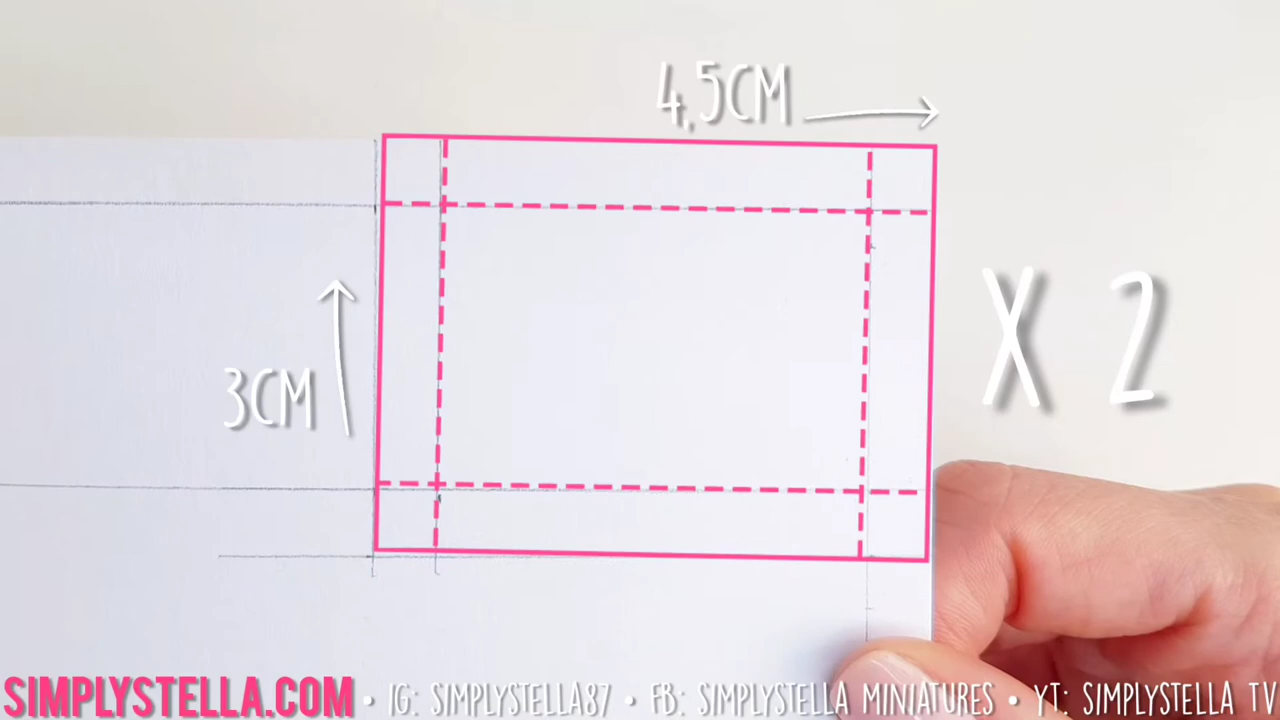 4,5CM
3CM
X 2
SIMPLYSTELLA.COM • IG: SIMPLYSTELLA87 • FB: SIMPLYSTELLA MINIATURES • YT: SIMPLYSTELLA TV